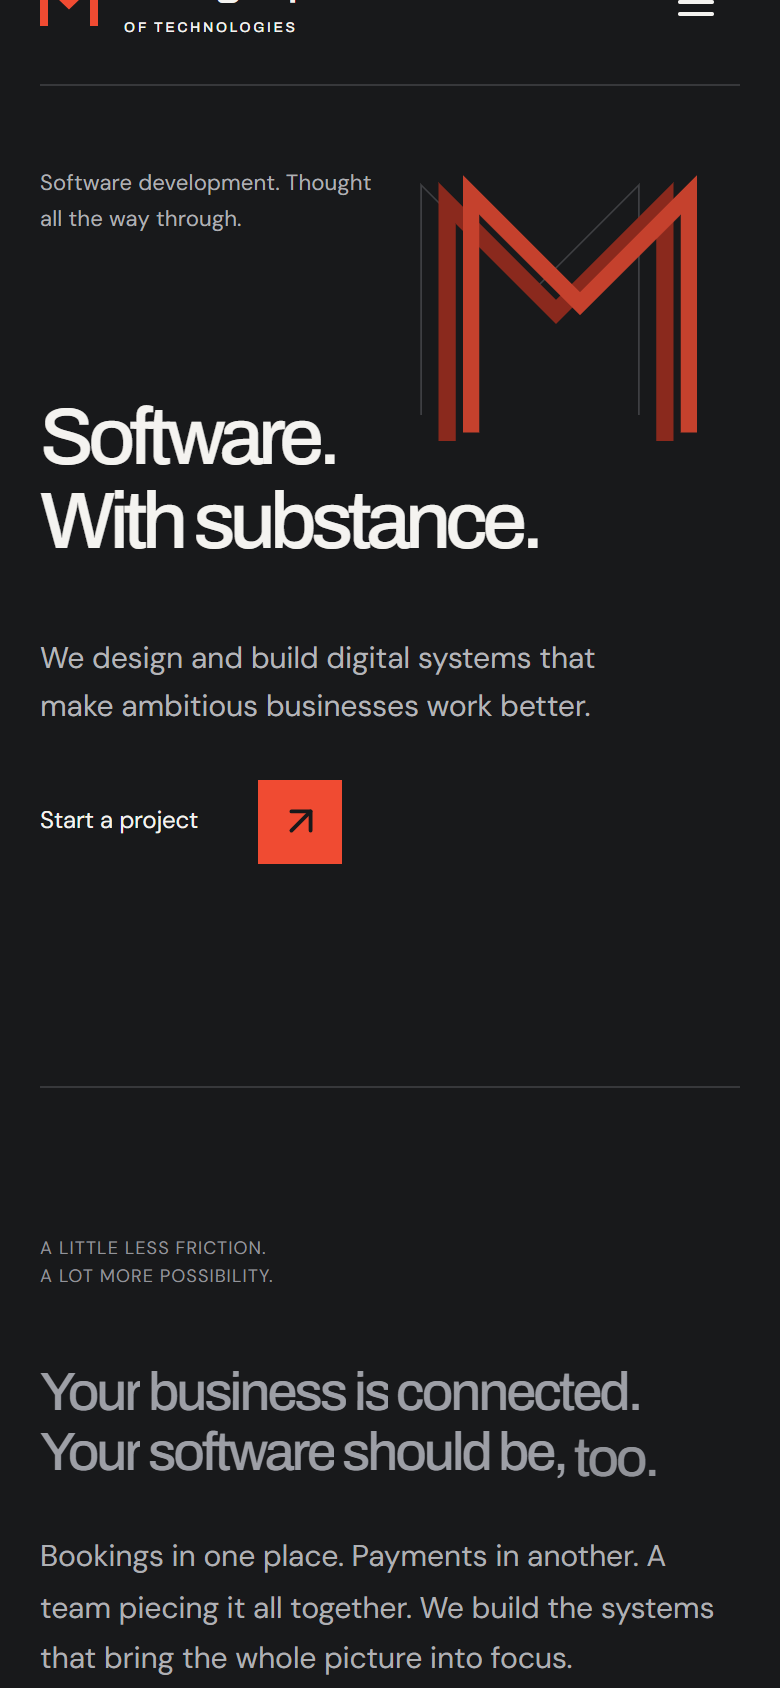 OF TECHNOLOGIES
Software development. Thought
all the way through.
Software.
With substance.
We design and build digital systems that
make ambitious businesses work better.
Start a project
A LITTLE LESS FRICTION.
A LOT MORE POSSIBILITY.
Your business is connected.
Your software should be, too.
Bookings in one place. Payments in another. A
team piecing it all together. We build the systems
that bring the whole picture into focus.